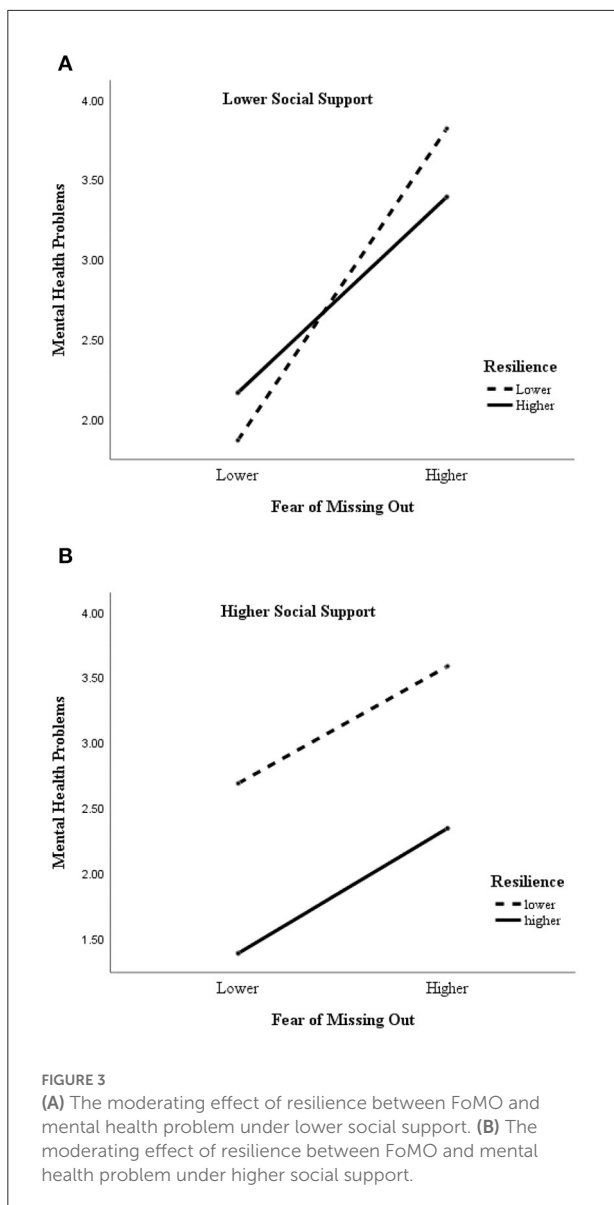 A
Lower Social Support
4.00
3.50
3.00
2.50
2.00
Mental Health Problems
Resilience
Lower
Higher
Lower
Higher
Fear of Missing Out
B
Higher Social Support
4.00
3.50
3.00
2.50
2.00
1.50
Mental Health Problems
Resilience
lower
higher
Lower
Higher
Fear of Missing Out
FIGURE 3
(A) The moderating effect of resilience between FoMO and
mental health problem under lower social support. (B) The
moderating effect of resilience between FoMO and mental
health problem under higher social support.